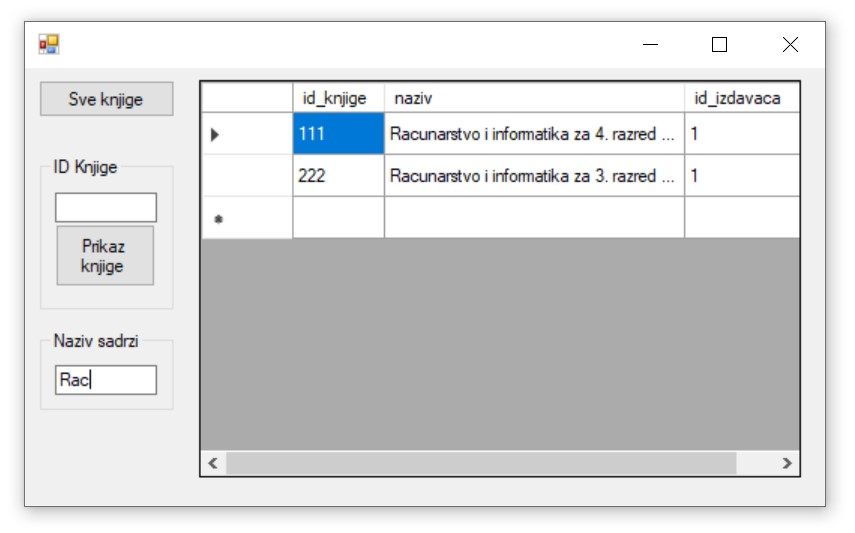 Sve knjige
ID Knjige
Prikaz
knjige
Naziv sadrzi
Rac
id_knjige naziv id_izdavaca
111 Racunarstvo i informatika za 4. razred ... 1
222 Racunarstvo i informatika za 3. razred ... 1